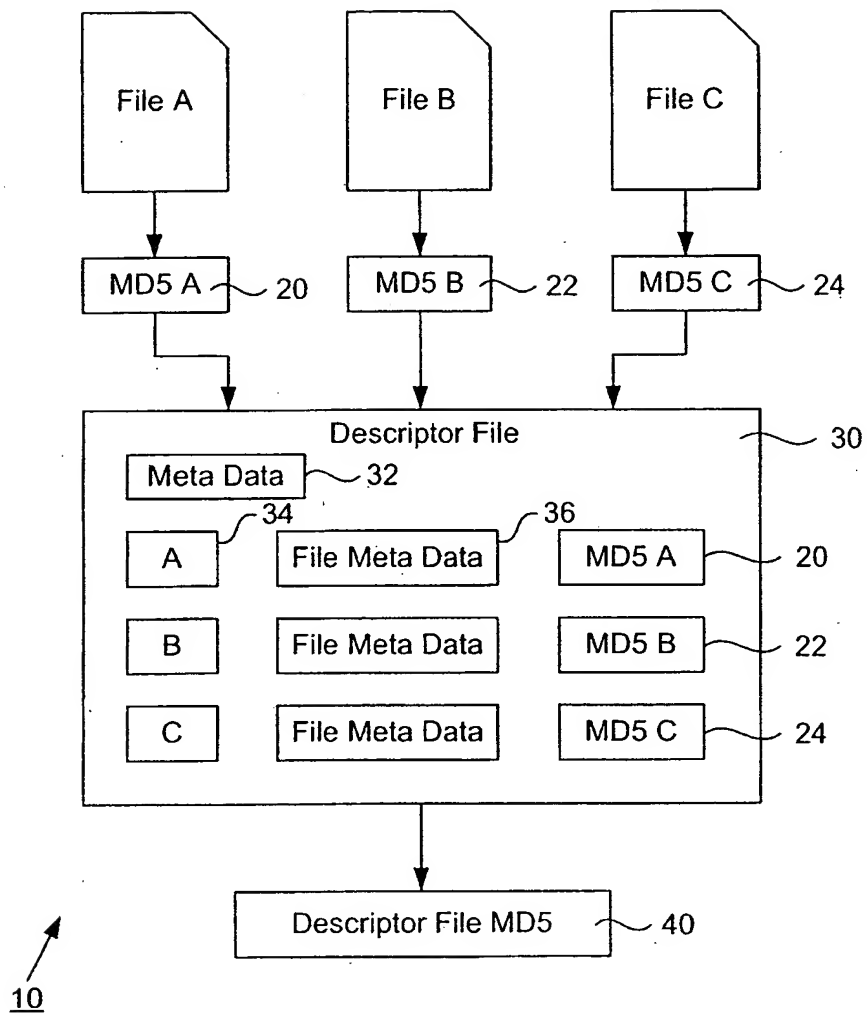 File A File B File C
MD5 A 20 MD5 B 22 MD5 C 24
Descriptor File 30
Meta Data 32
34 36
A File Meta Data MD5 A 20
B File Meta Data MD5 B 22
C File Meta Data MD5 C 24
Descriptor File MD5 40
10